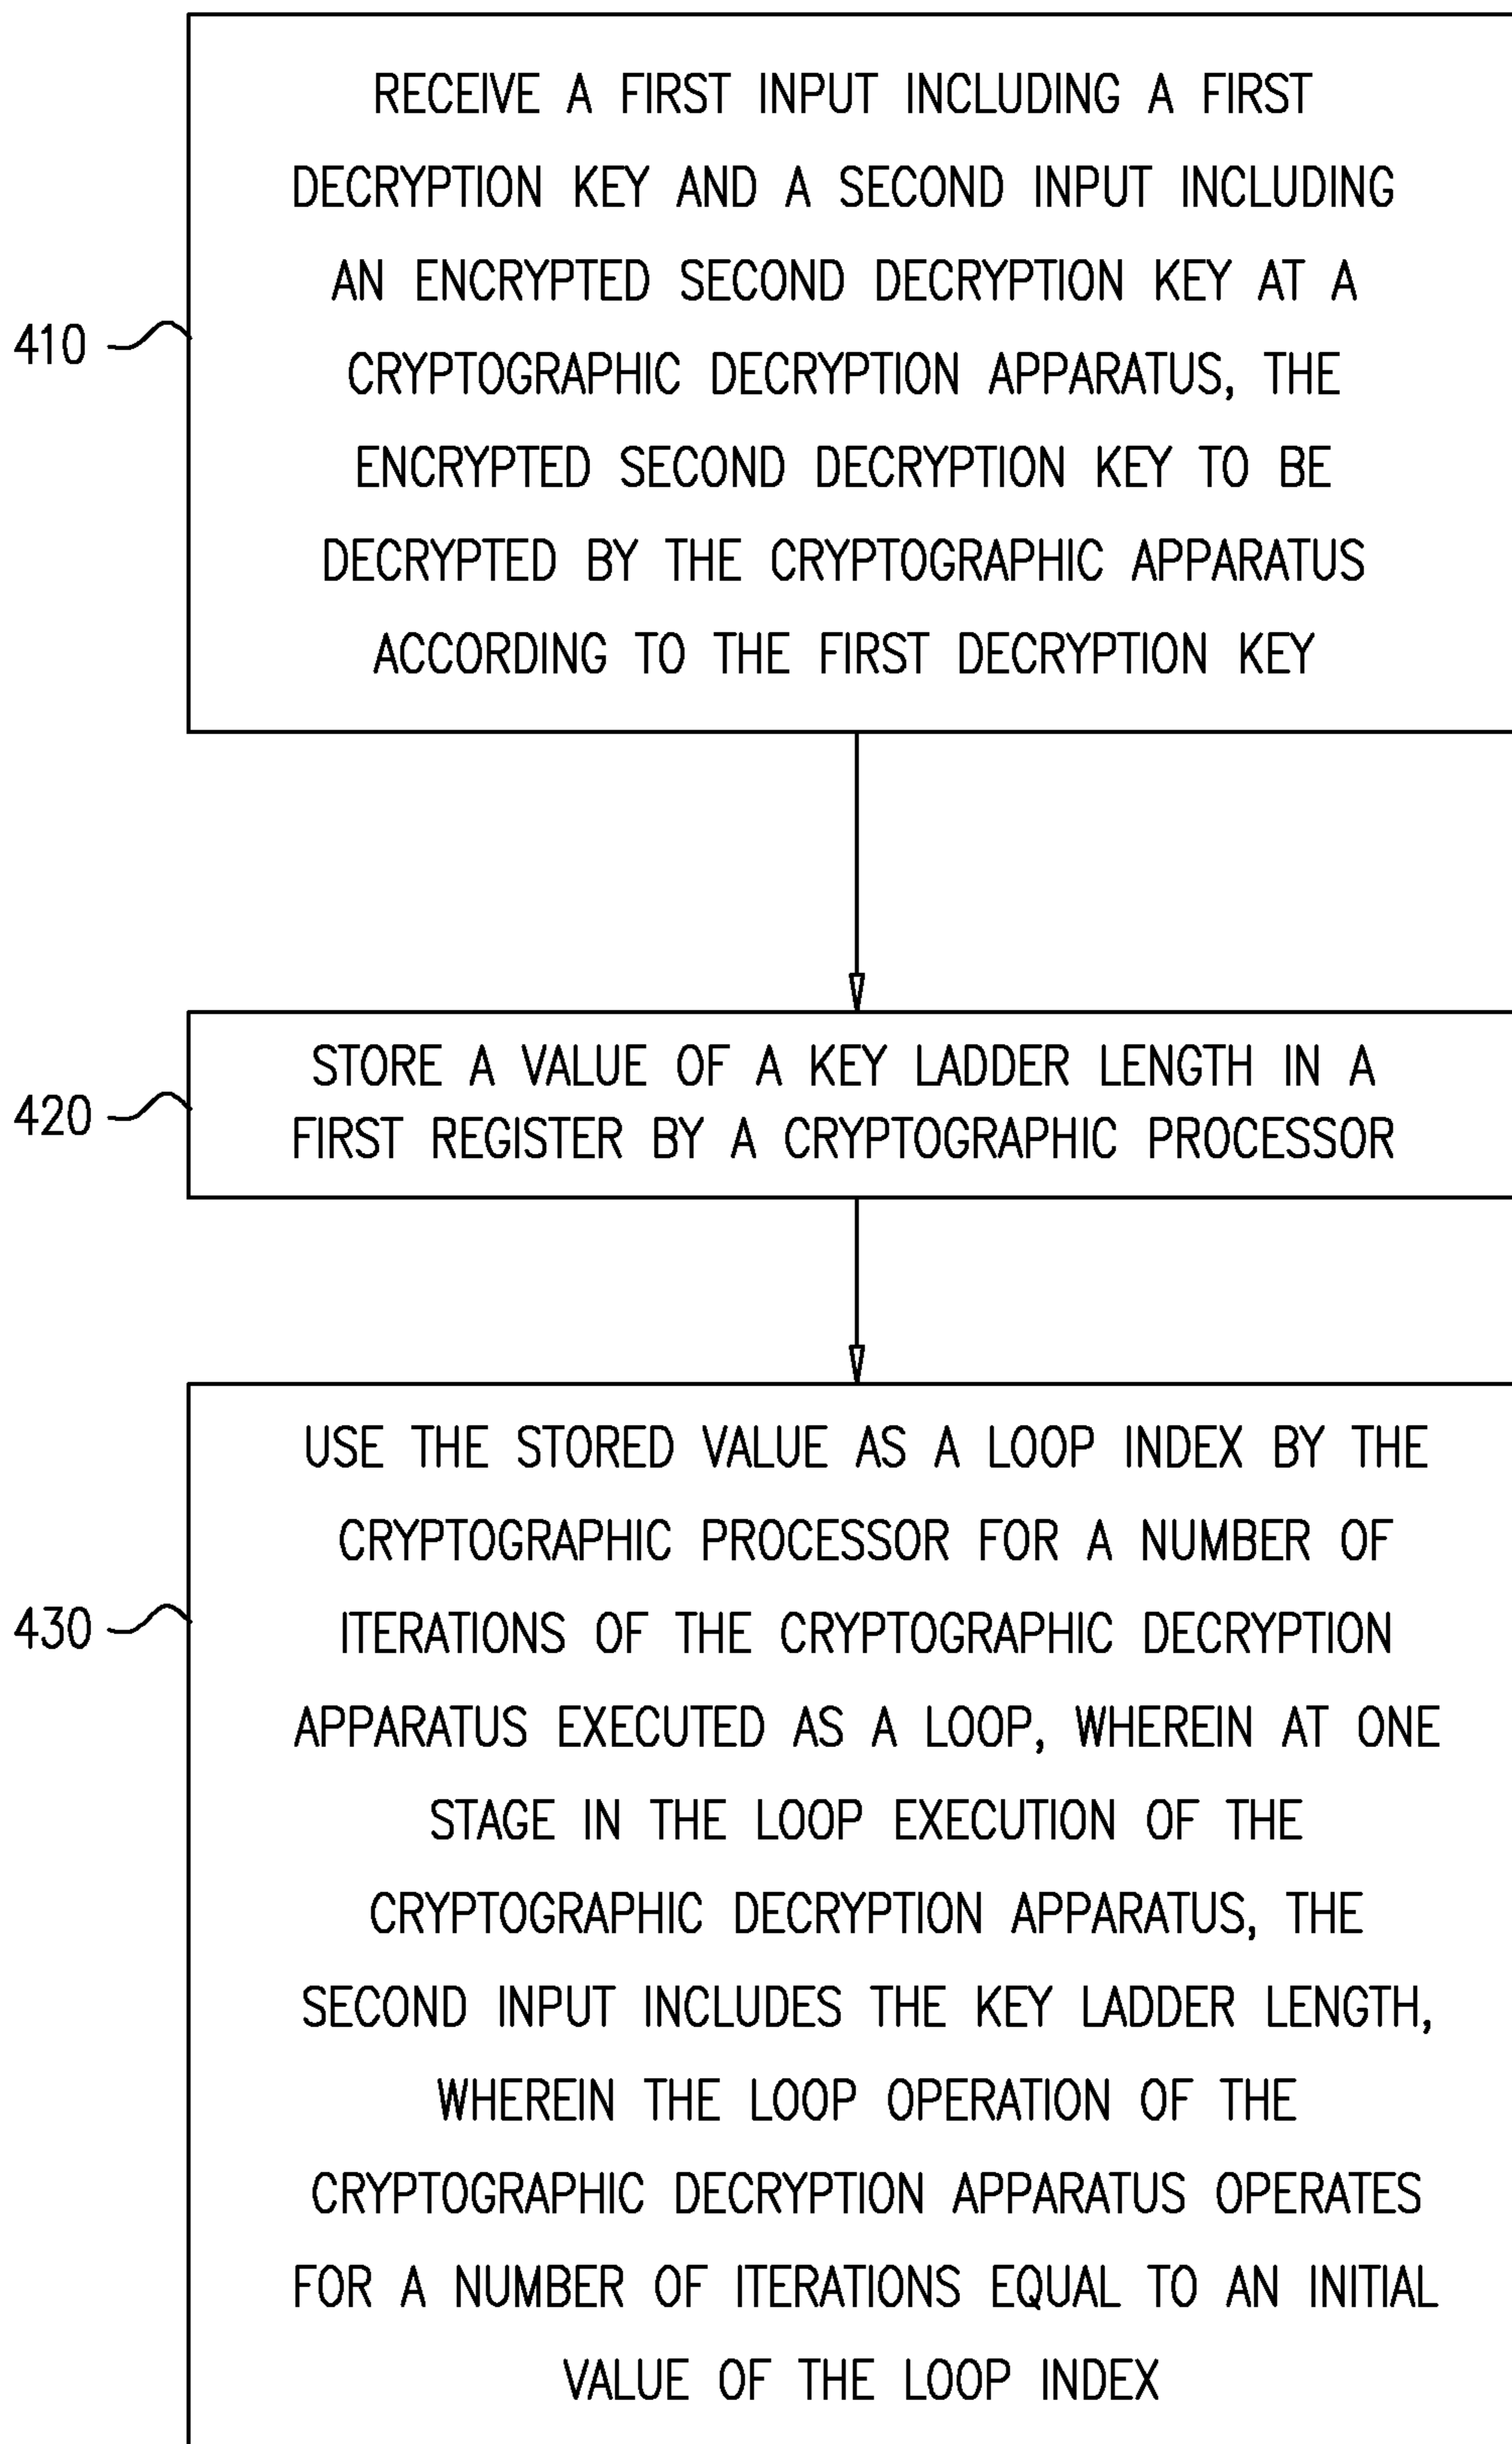 RECEIVE A FIRST INPUT INCLUDING A FIRST
DECRYPTION KEY AND A SECOND INPUT INCLUDING
AN ENCRYPTED SECOND DECRYPTION KEY AT A
CRYPTOGRAPHIC DECRYPTION APPARATUS, THE
ENCRYPTED SECOND DECRYPTION KEY TO BE
DECRYPTED BY THE CRYPTOGRAPHIC APPARATUS
ACCORDING TO THE FIRST DECRYPTION KEY
410
STORE A VALUE OF A KEY LADDER LENGTH IN A
FIRST REGISTER BY A CRYPTOGRAPHIC PROCESSOR
420
USE THE STORED VALUE AS A LOOP INDEX BY THE
CRYPTOGRAPHIC PROCESSOR FOR A NUMBER OF
ITERATIONS OF THE CRYPTOGRAPHIC DECRYPTION
APPARATUS EXECUTED AS A LOOP, WHEREIN AT ONE
STAGE IN THE LOOP EXECUTION OF THE
CRYPTOGRAPHIC DECRYPTION APPARATUS, THE
SECOND INPUT INCLUDES THE KEY LADDER LENGTH,
WHEREIN THE LOOP OPERATION OF THE
CRYPTOGRAPHIC DECRYPTION APPARATUS OPERATES
FOR A NUMBER OF ITERATIONS EQUAL TO AN INITIAL
VALUE OF THE LOOP INDEX
430